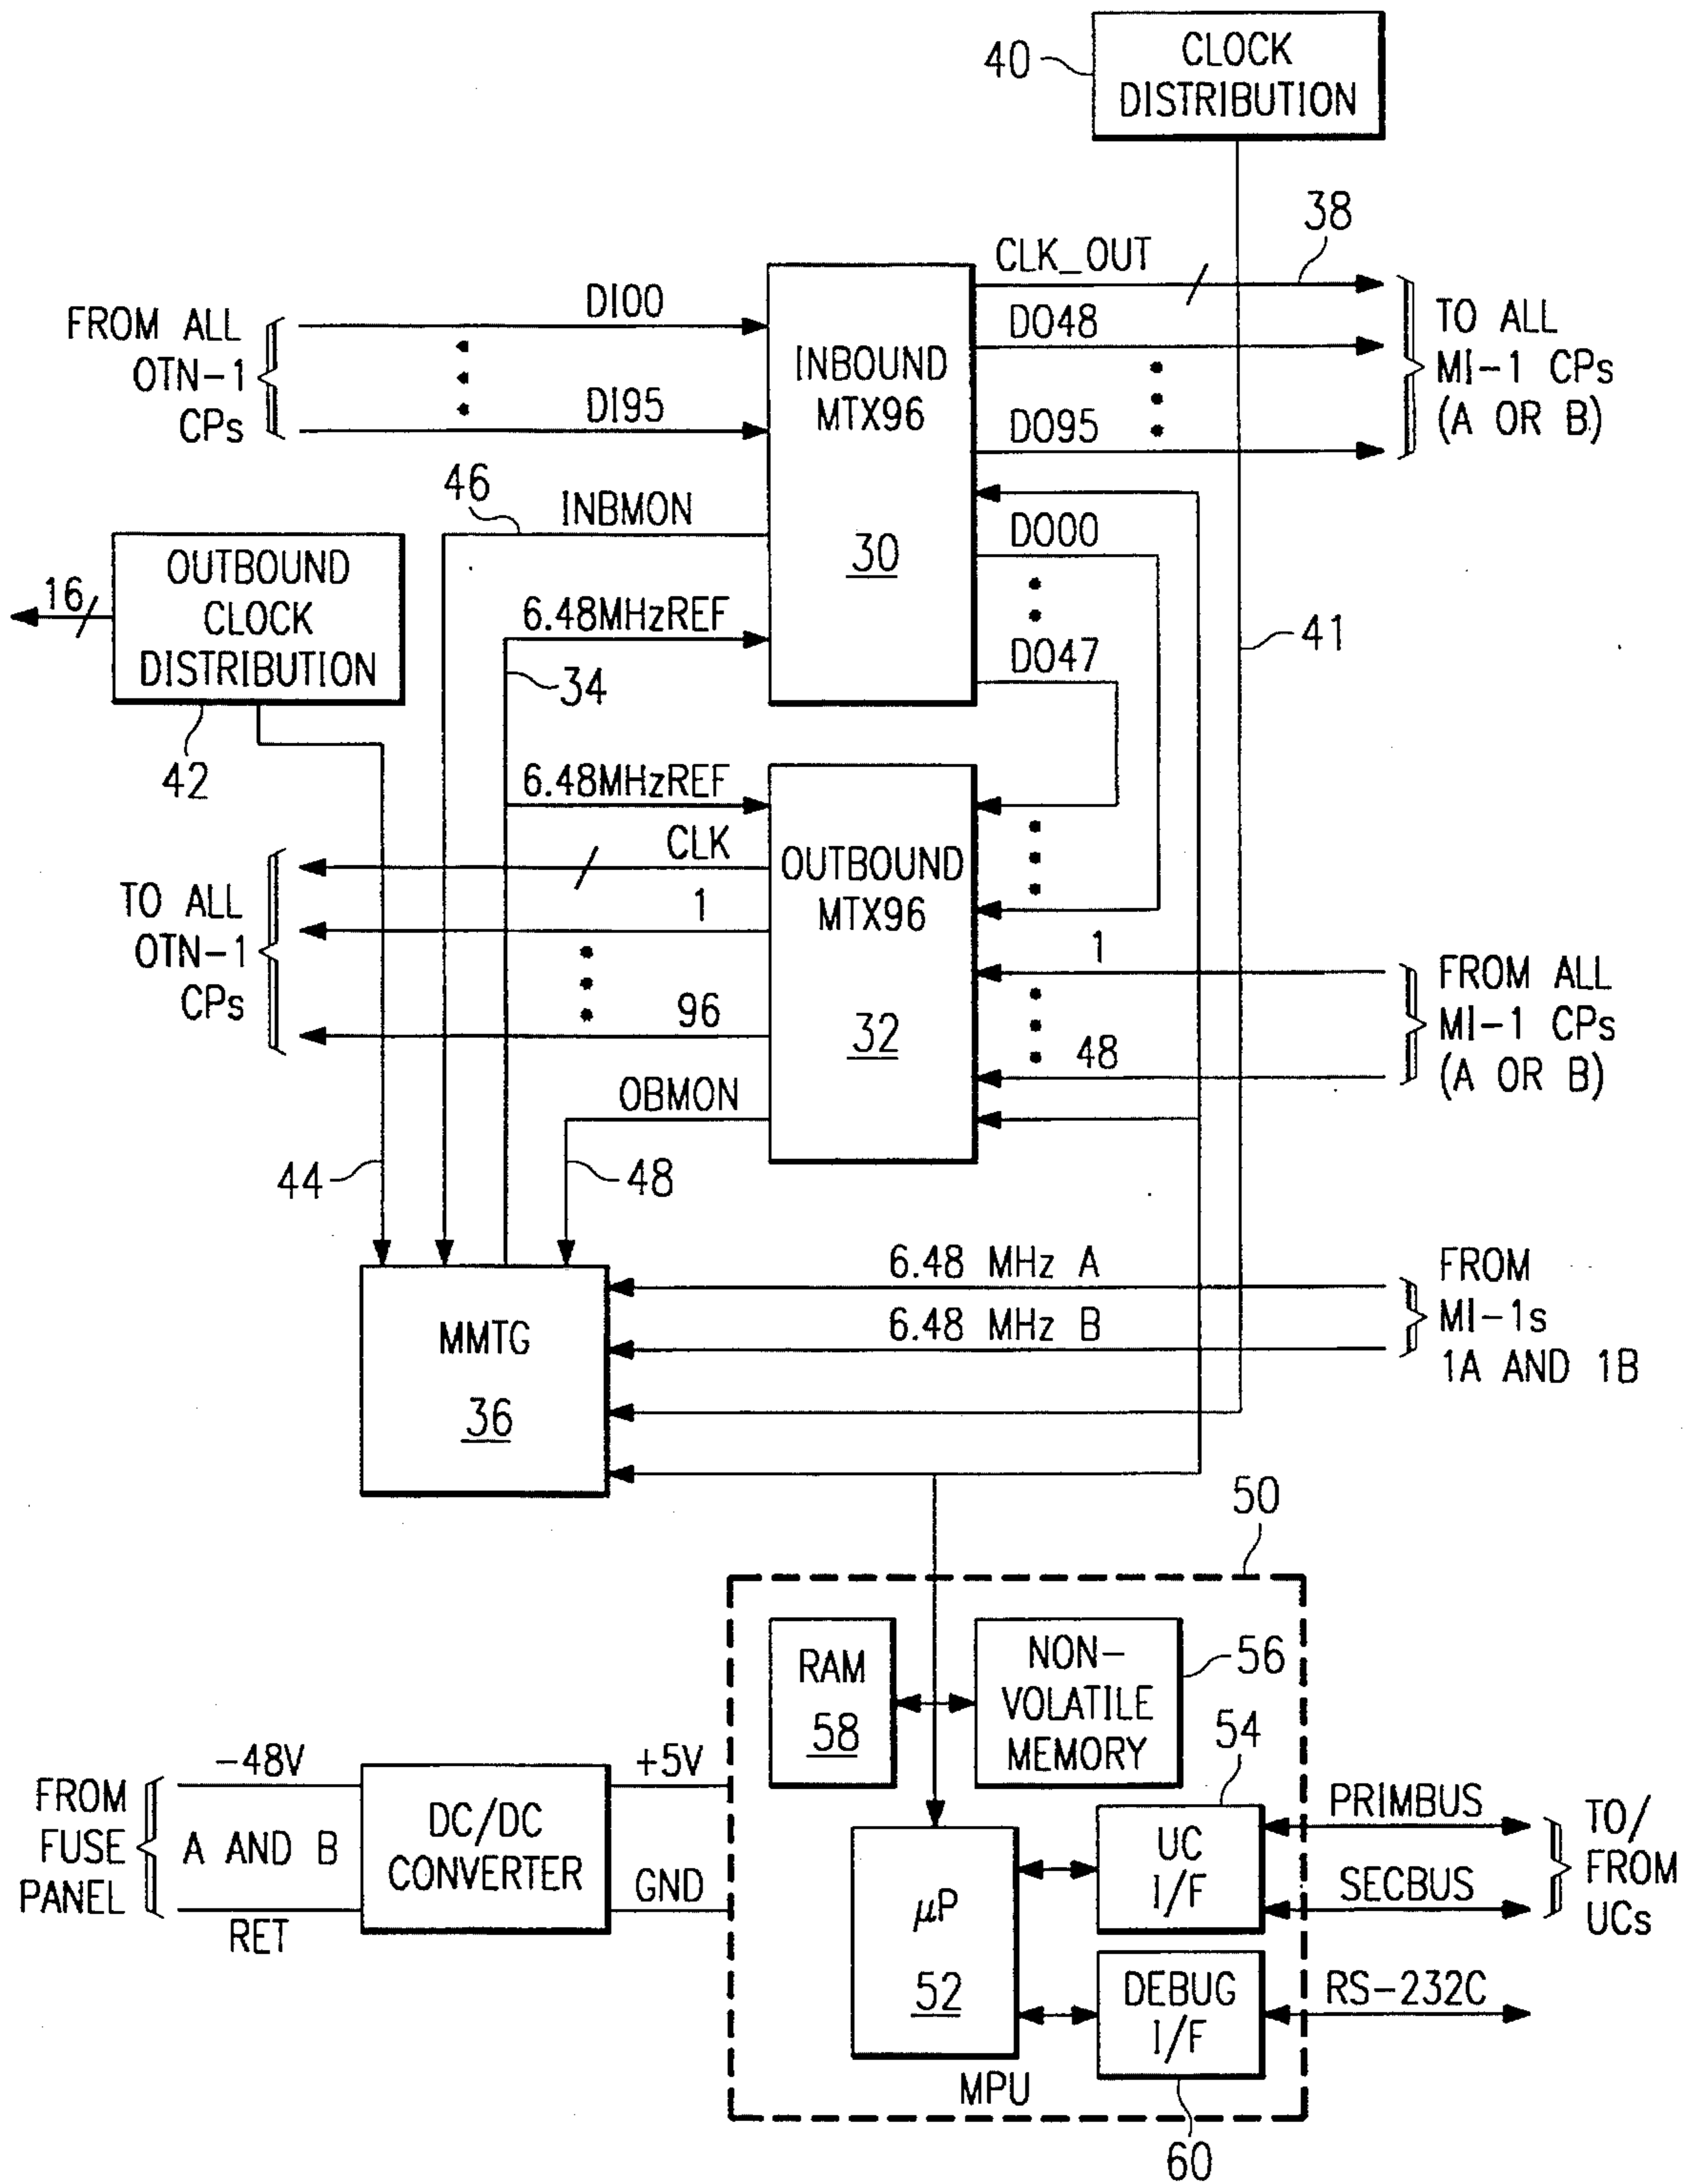 40
CLOCK
DISTRIBUTION
38
CLK_OUT
DI00
FROM ALL
OTN-1
CPs
DI95
INBOUND
MTX96
30
DO48
DO95
TO ALL
MI-1 CPs
(A OR B)
46
INBMON
DO00
DO47
41
OUTBOUND
CLOCK
DISTRIBUTION
16
42
6.48MHzREF
34
6.48MHzREF
CLK
1
96
TO ALL
OTN-1
CPs
OUTBOUND
MTX96
32
1
48
FROM ALL
MI-1 CPs
(A OR B)
OBMON
44
48
MMTG
36
6.48 MHz A
6.48 MHz B
FROM
MI-1s
1A AND 1B
50
RAM
58
NON-
VOLATILE
MEMORY
56
54
FROM
FUSE
PANEL
-48V
A AND B
RET
DC/DC
CONVERTER
+5V
GND
μP
52
UC
I/F
PRIMBUS
SECBUS
TO/
FROM
UCs
DEBUG
I/F
RS-232C
MPU
60